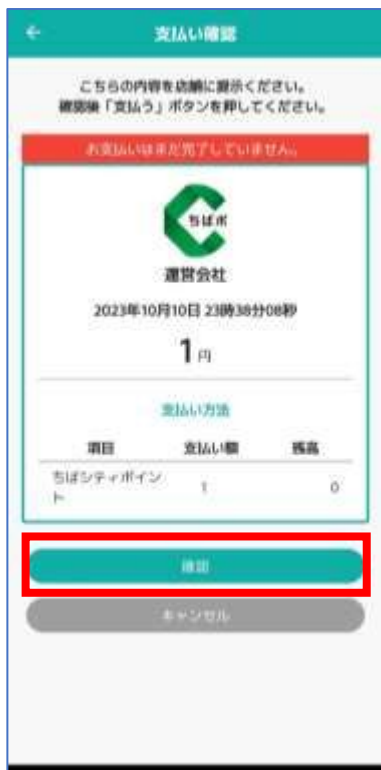 支払い確認
こちらの内容を店舗に提示ください。
確認後「支払う」ボタンを押してください。
お支払いはまだ完了していません。
ちばポ
運営会社
2023年10月10日 23時38分08秒
1円
支払い方法
項目 支払い額 残高
ちばシティポイン
ト 1 0
確認
キャンセル